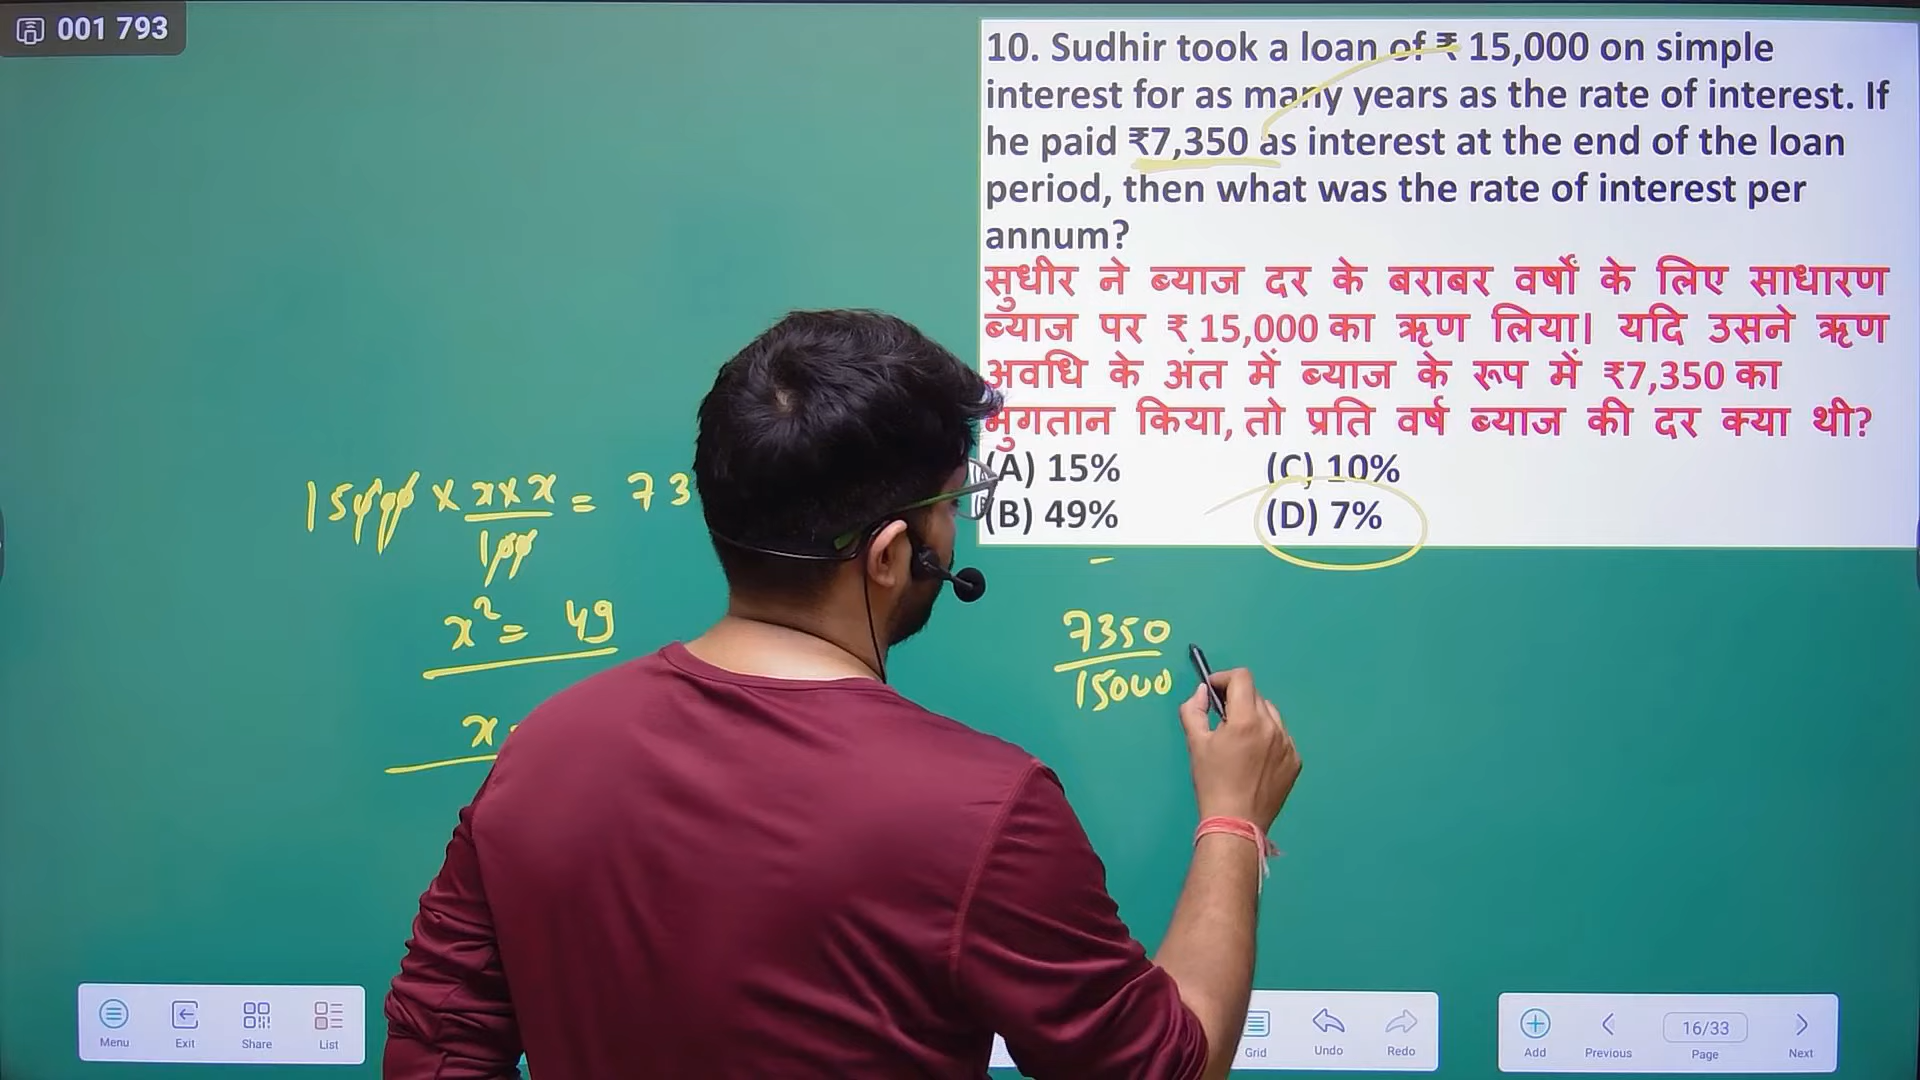 001 793
10. Sudhir took a loan of ₹ 15,000 on simple
interest for as many years as the rate of interest. If
he paid ₹7,350 as interest at the end of the loan
period, then what was the rate of interest per
annum?
सुधीर ने ब्याज दर के बराबर वर्षों के लिए साधारण
ब्याज पर ₹ 15,000 का ऋण लिया। यदि उसने ऋण
अवधि के अंत में ब्याज के रूप में ₹7,350 का
भुगतान किया, तो प्रति वर्ष ब्याज की दर क्या थी?
(A) 15% (C) 10%
(B) 49% (D) 7%
15000 × x×x/100 = 73
x² = 49
x
7350
15000
Menu Exit Share List
Grid Undo Redo
Add Previous 16/33 Page Next